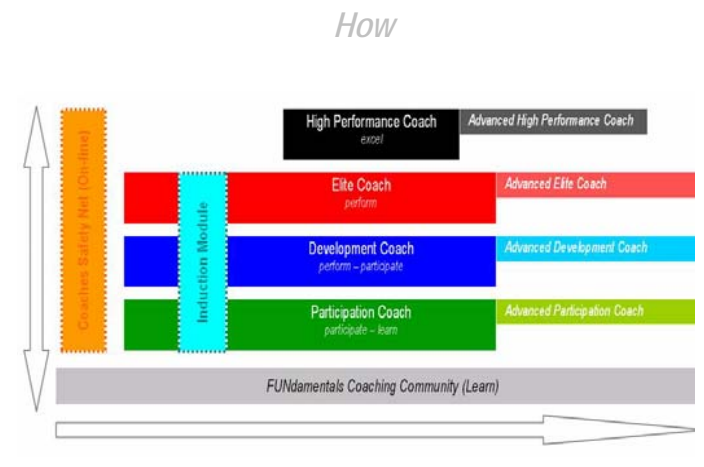 How
Coaches Safety Net (On-line)
High Performance Coach
excel
Advanced High Performance Coach
Induction Module
Elite Coach
perform
Advanced Elite Coach
Development Coach
perform – participate
Advanced Development Coach
Participation Coach
participate – learn
Advanced Participation Coach
FUNdamentals Coaching Community (Learn)